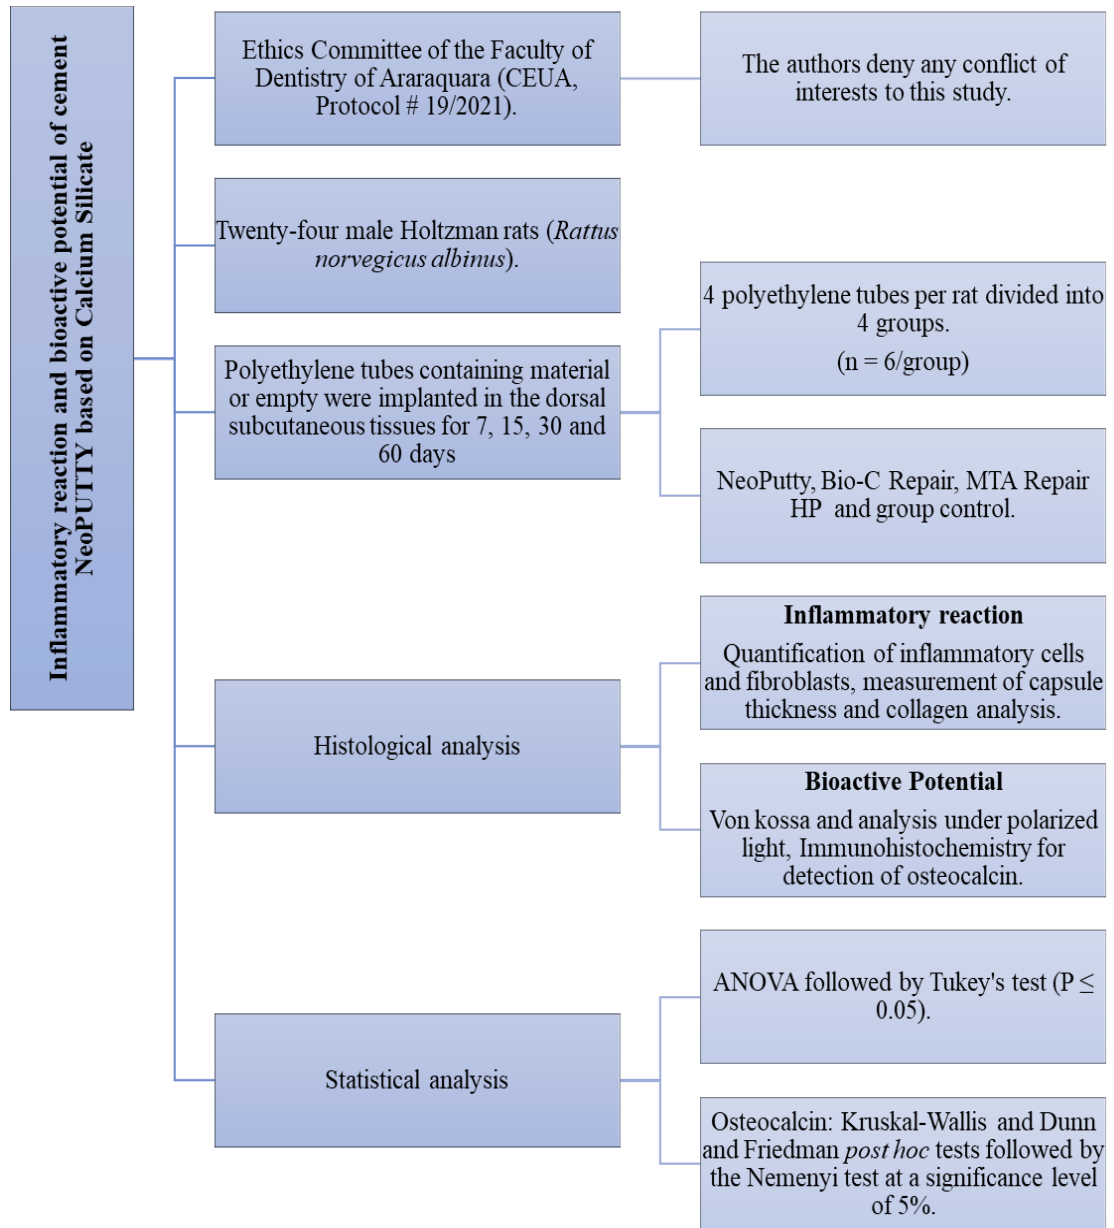 Inflammatory reaction and bioactive potential of cement
NeoPUTTY based on Calcium Silicate
Ethics Committee of the Faculty of
Dentistry of Araraquara (CEUA,
Protocol # 19/2021).
The authors deny any conflict of
interests to this study.
Twenty-four male Holtzman rats (Rattus
norvegicus albinus).
Polyethylene tubes containing material
or empty were implanted in the dorsal
subcutaneous tissues for 7, 15, 30 and
60 days
4 polyethylene tubes per rat divided into
4 groups.
(n = 6/group)
NeoPutty, Bio-C Repair, MTA Repair
HP and group control.
Histological analysis
Inflammatory reaction
Quantification of inflammatory cells
and fibroblasts, measurement of capsule
thickness and collagen analysis.
Bioactive Potential
Von kossa and analysis under polarized
light, Immunohistochemistry for
detection of osteocalcin.
Statistical analysis
ANOVA followed by Tukey's test (P ≤
0.05).
Osteocalcin: Kruskal-Wallis and Dunn
and Friedman post hoc tests followed by
the Nemenyi test at a significance level
of 5%.